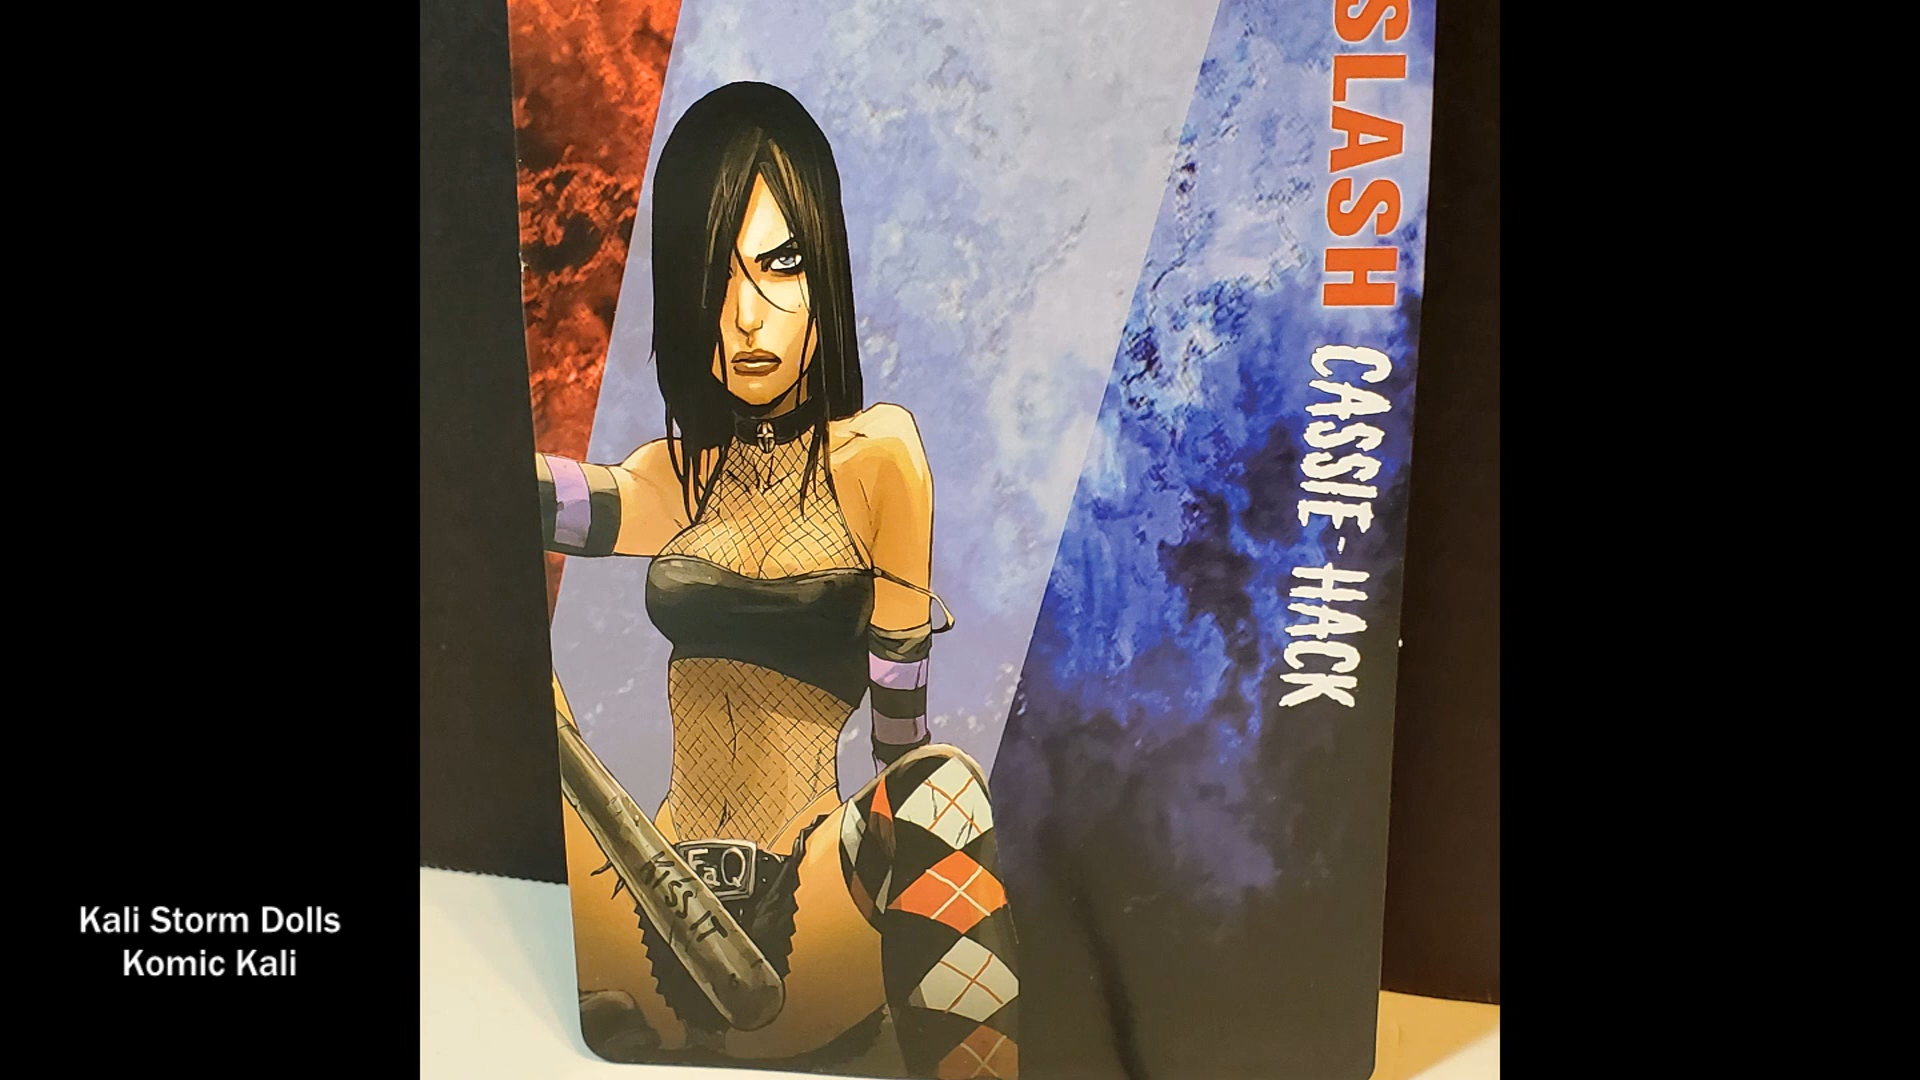 SLASH CASSIE HACK
FaQ
KISS IT
Kali Storm Dolls
Komic Kali